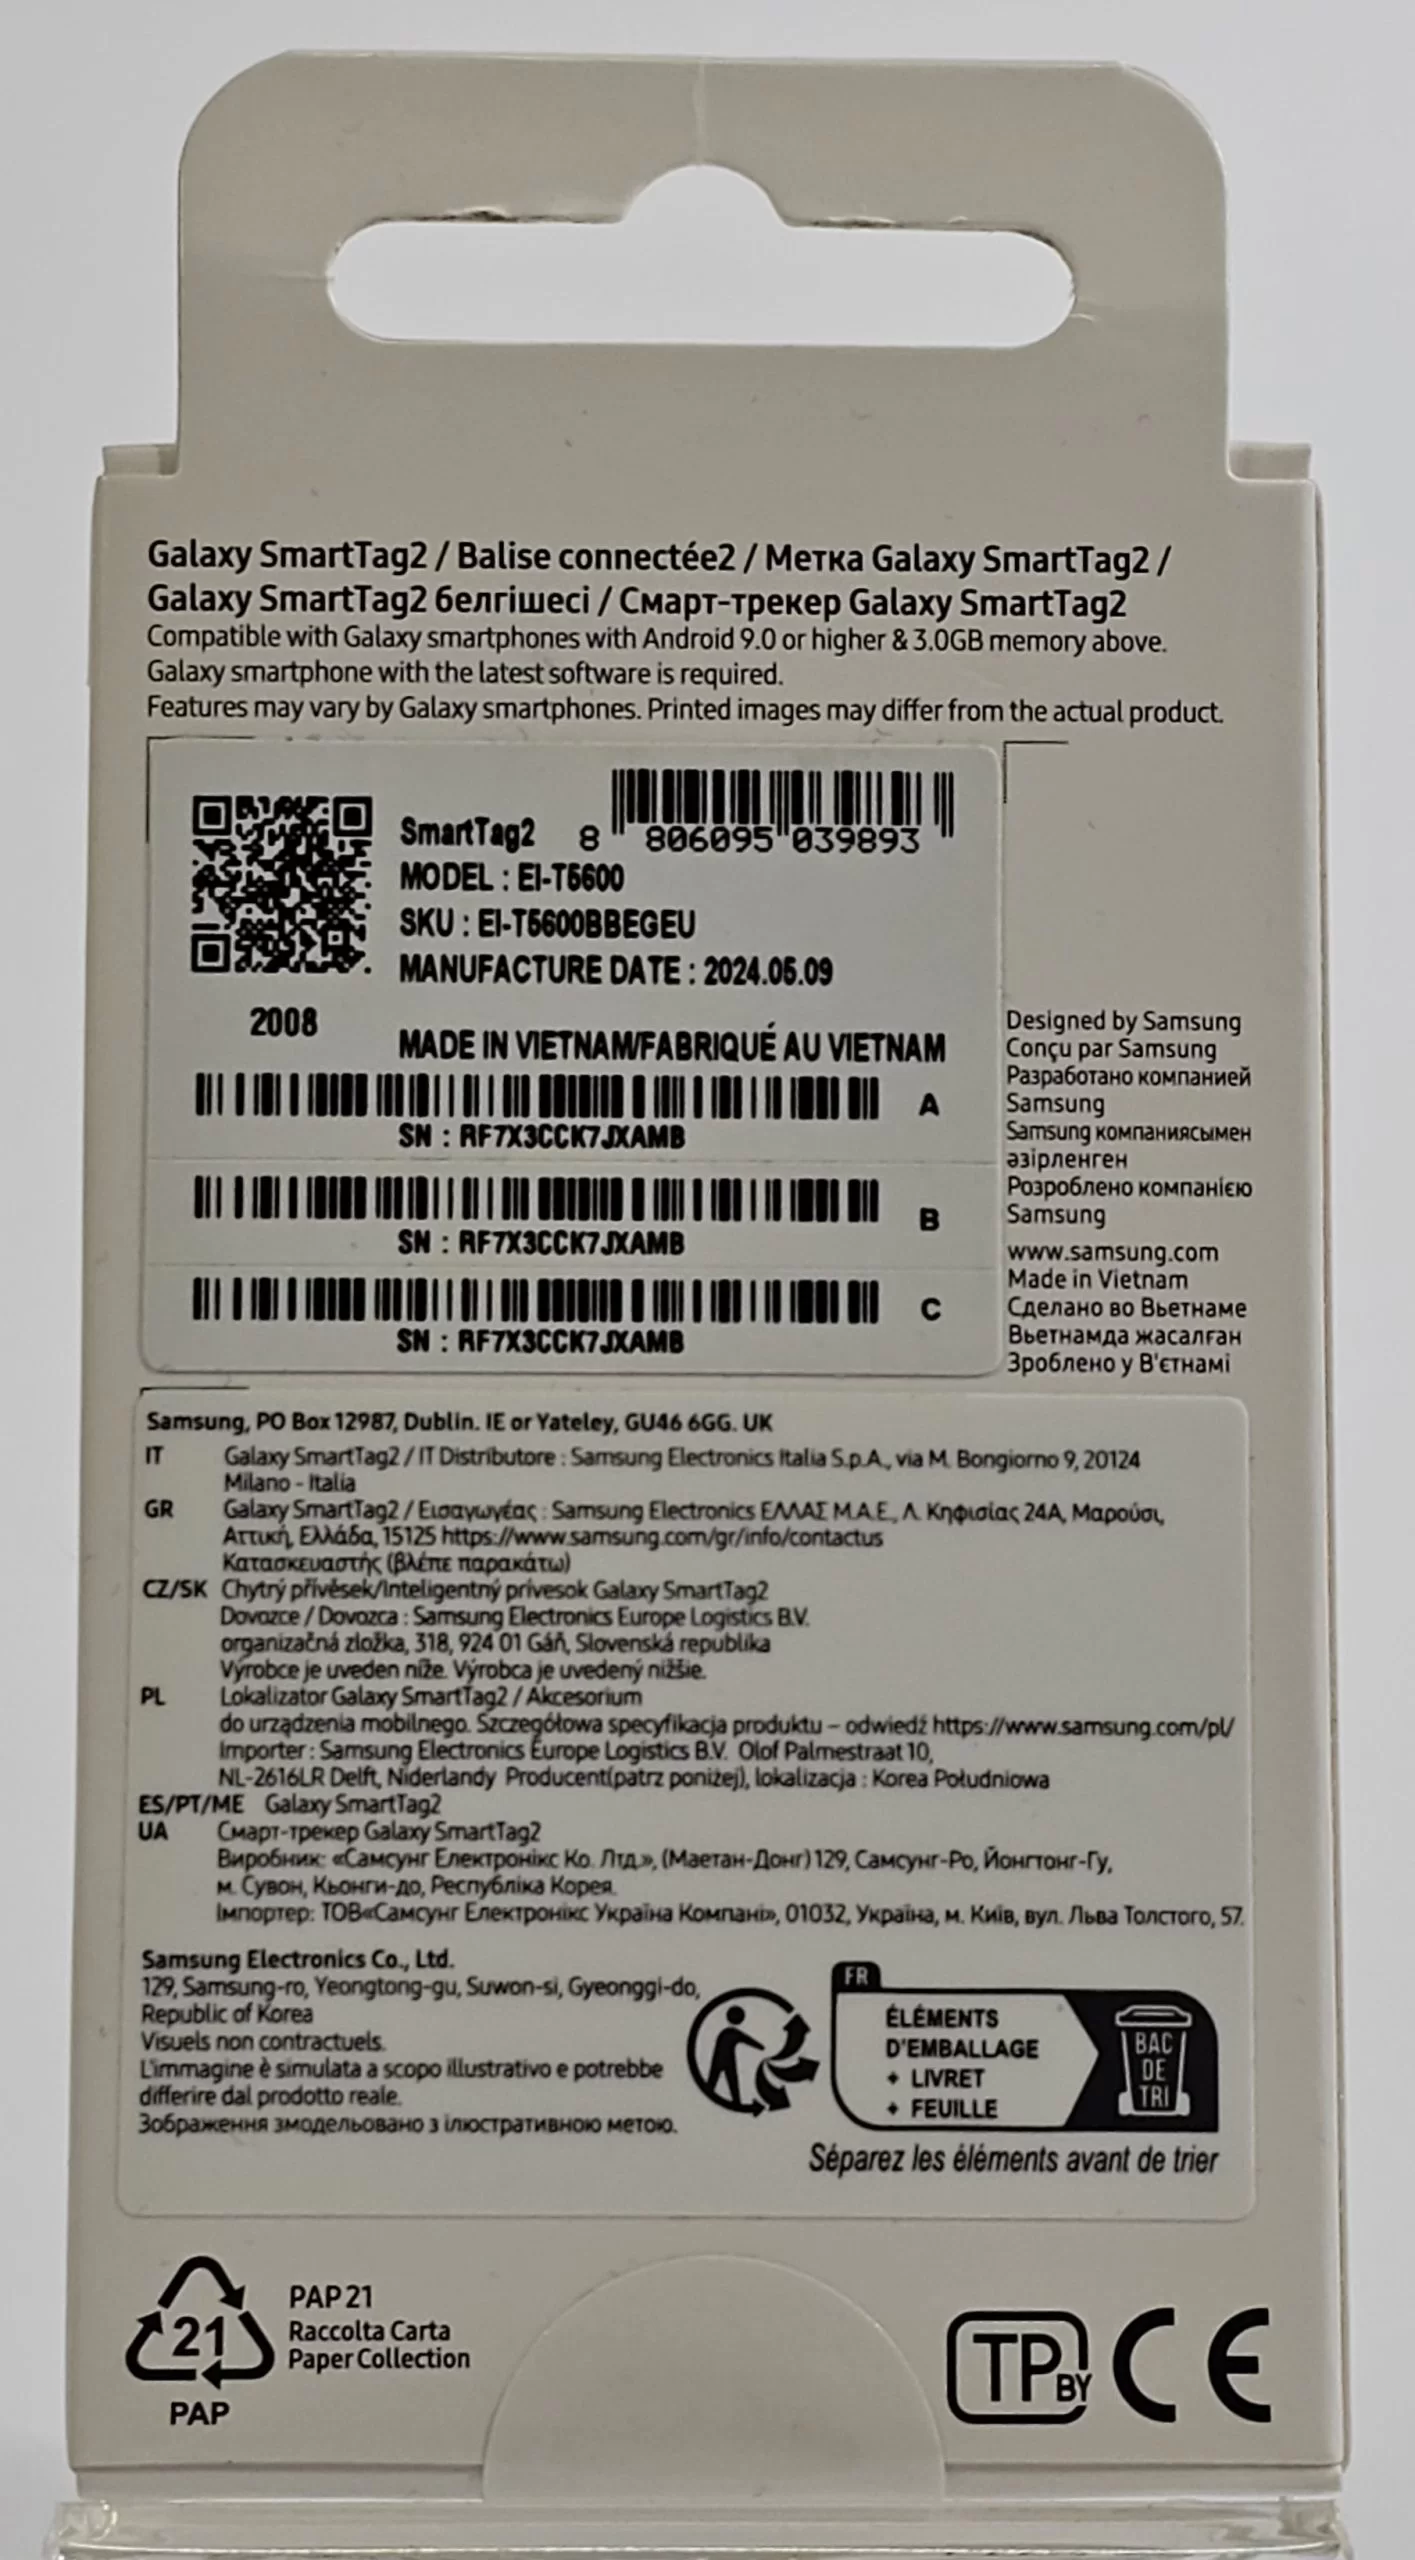 Galaxy SmartTag2 / Balise connectée2 / Метка Galaxy SmartTag2 /
Galaxy SmartTag2 белгішесі / Смарт-трекер Galaxy SmartTag2
Compatible with Galaxy smartphones with Android 9.0 or higher & 3.0GB memory above.
Galaxy smartphone with the latest software is required.
Features may vary by Galaxy smartphones. Printed images may differ from the actual product.
SmartTag2
8 806095 039893
MODEL : EI-T5600
SKU : EI-T5600BBEGEU
MANUFACTURE DATE : 2024.05.09
2008
MADE IN VIETNAM/FABRIQUÉ AU VIETNAM
A
SN : RF7X3CCK7JXAMB
B
SN : RF7X3CCK7JXAMB
C
SN : RF7X3CCK7JXAMB
Designed by Samsung
Conçu par Samsung
Разработано компанией
Samsung
Samsung компаниясымен
әзірленген
Розроблено компанією
Samsung
www.samsung.com
Made in Vietnam
Сделано во Вьетнаме
Вьетнамда жасалған
Зроблено у В'єтнамі
Samsung, PO Box 12987, Dublin. IE or Yateley, GU46 6GG. UK
IT Galaxy SmartTag2 / IT Distributore : Samsung Electronics Italia S.p.A., via M. Bongiorno 9, 20124
Milano - Italia
GR Galaxy SmartTag2 / Εισαγωγέας : Samsung Electronics ΕΛΛΑΣ Μ.Α.Ε., Λ. Κηφισίας 24A, Μαρούσι,
Αττική, Ελλάδα, 15125 https://www.samsung.com/gr/info/contactus
Κατασκευαστής (βλέπε παρακάτω)
CZ/SK Chytrý přívěsek/Inteligentný prívesok Galaxy SmartTag2
Dovozce / Dovozca : Samsung Electronics Europe Logistics B.V.
organizačná zložka, 318, 924 01 Gáň, Slovenská republika
Výrobce je uveden níže. Výrobca je uvedený nižšie.
PL Lokalizator Galaxy SmartTag2 / Akcesorium
do urządzenia mobilnego. Szczegółowa specyfikacja produktu – odwiedź https://www.samsung.com/pl/
Importer : Samsung Electronics Europe Logistics B.V. Olof Palmestraat 10,
NL-2616LR Delft, Niderlandy Producent(patrz poniżej), lokalizacja : Korea Południowa
ES/PT/ME Galaxy SmartTag2
UA Смарт-трекер Galaxy SmartTag2
Виробник: «Самсунг Електронікс Ко. Лтд.», (Маетан-Донг) 129, Самсунг-Ро, Йонгтонг-Гу,
м. Сувон, Кьонги-до, Республіка Корея.
Імпортер: ТОВ«Самсунг Електронікс Україна Компані», 01032, Україна, м. Київ, вул. Льва Толстого, 57.
Samsung Electronics Co., Ltd.
129, Samsung-ro, Yeongtong-gu, Suwon-si, Gyeonggi-do,
Republic of Korea
Visuels non contractuels.
L'immagine è simulata a scopo illustrativo e potrebbe
differire dal prodotto reale.
Зображення змодельовано з ілюстративною метою.
FR
ÉLÉMENTS
D'EMBALLAGE
+ LIVRET
+ FEUILLE
BAC
DE
TRI
Séparez les éléments avant de trier
21
PAP
PAP 21
Raccolta Carta
Paper Collection
TP BY
CE